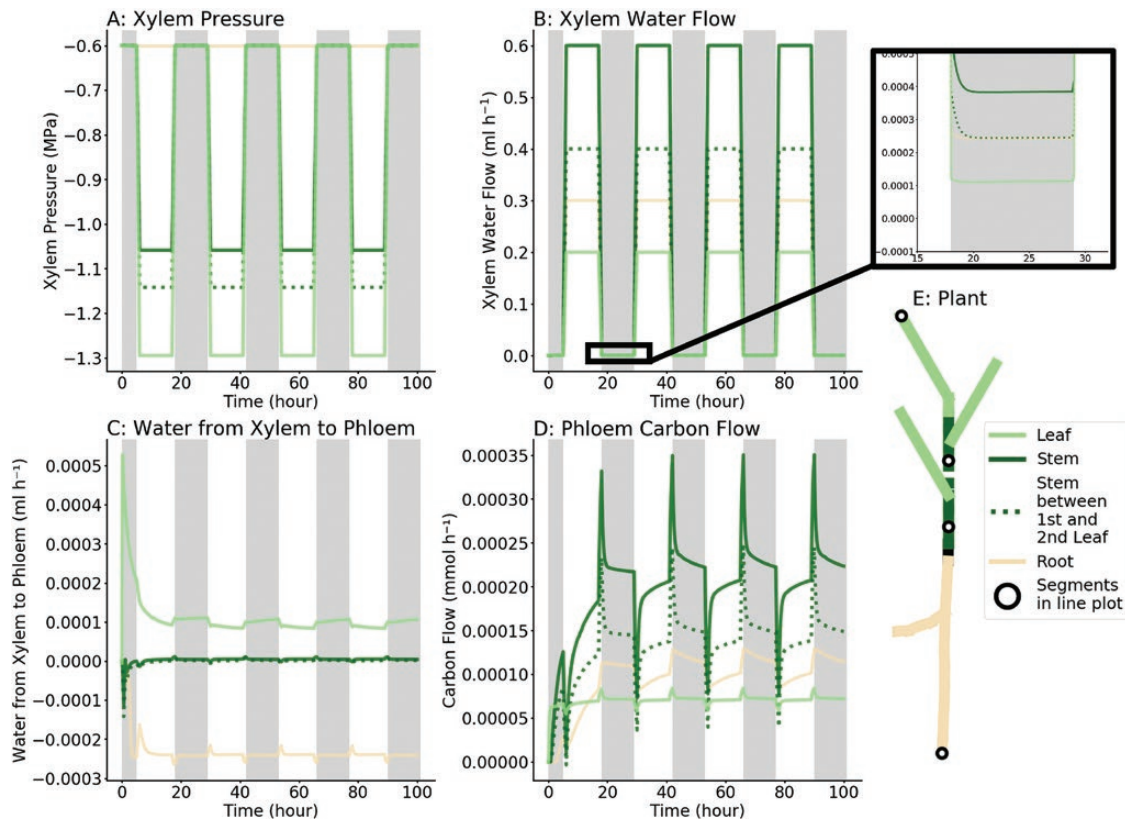 A: Xylem Pressure
−0.6
−0.7
−0.8
−0.9
−1.0
−1.1
−1.2
−1.3
Xylem Pressure (MPa)
0 20 40 60 80 100
Time (hour)
B: Xylem Water Flow
0.6
0.5
0.4
0.3
0.2
0.1
0.0
Xylem Water Flow (ml h⁻¹)
0 20 40 60 80 100
Time (hour)
0.0005
0.0004
0.0003
0.0002
0.0001
0.0000
−0.0001
15 20 25 30
C: Water from Xylem to Phloem
0.0005
0.0004
0.0003
0.0002
0.0001
0.0000
−0.0001
−0.0002
−0.0003
Water from Xylem to Phloem (ml h⁻¹)
0 20 40 60 80 100
Time (hour)
D: Phloem Carbon Flow
0.00035
0.00030
0.00025
0.00020
0.00015
0.00010
0.00005
0.00000
Carbon Flow (mmol h⁻¹)
0 20 40 60 80 100
Time (hour)
E: Plant
Leaf
Stem
Stem
between
1st and
2nd Leaf
Root
Segments
in line plot